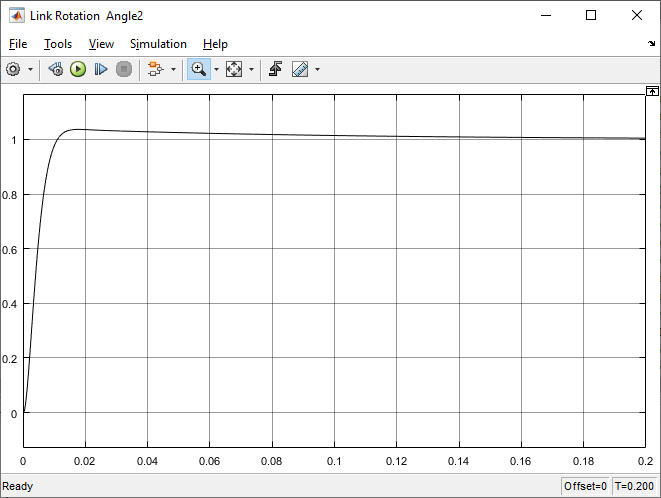 Link Rotation Angle2
File Tools View Simulation Help
1
0.8
0.6
0.4
0.2
0
0 0.02 0.04 0.06 0.08 0.1 0.12 0.14 0.16 0.18 0.2
Ready Offset=0 T=0.200